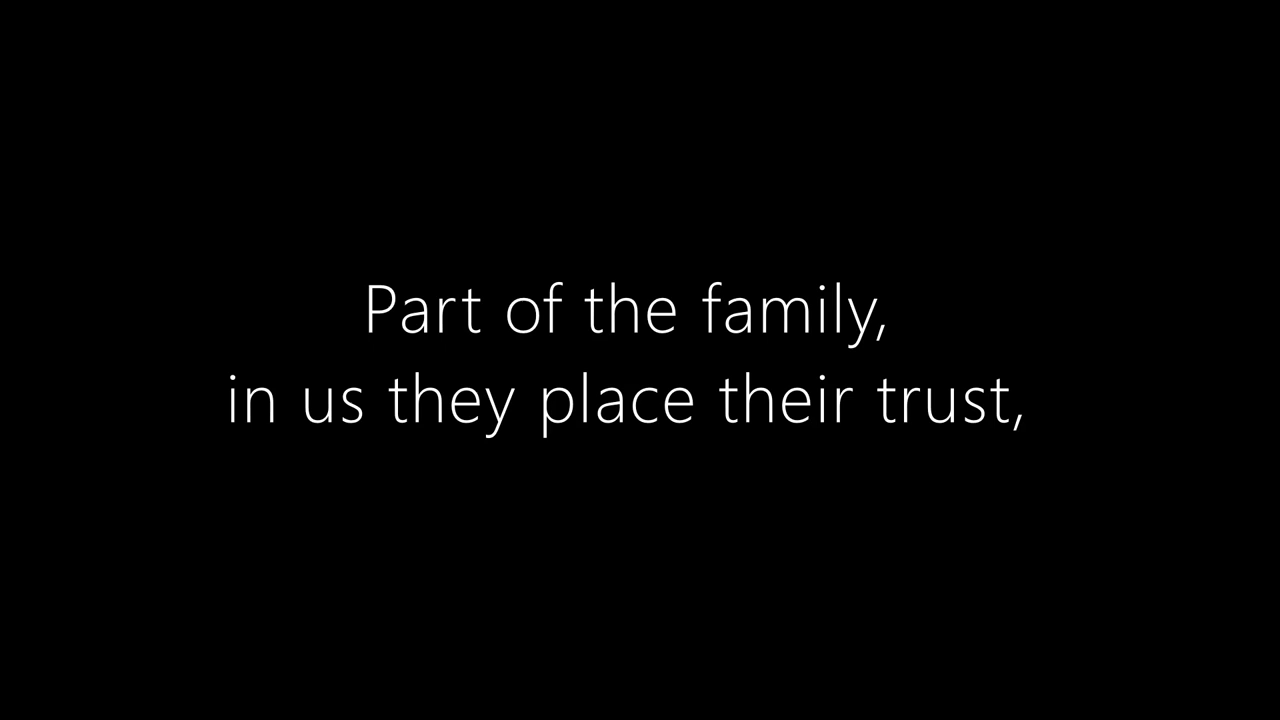 Part of the family,
in us they place their trust,